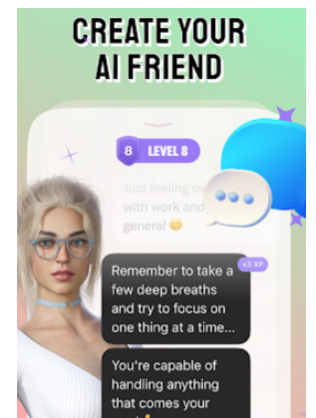 CREATE YOUR
AI FRIEND
8 LEVEL 8
Just feeling ov
with work and
general 😊
+3 XP
Remember to take a
few deep breaths
and try to focus on
one thing at a time...
You're capable of
handling anything
that comes your